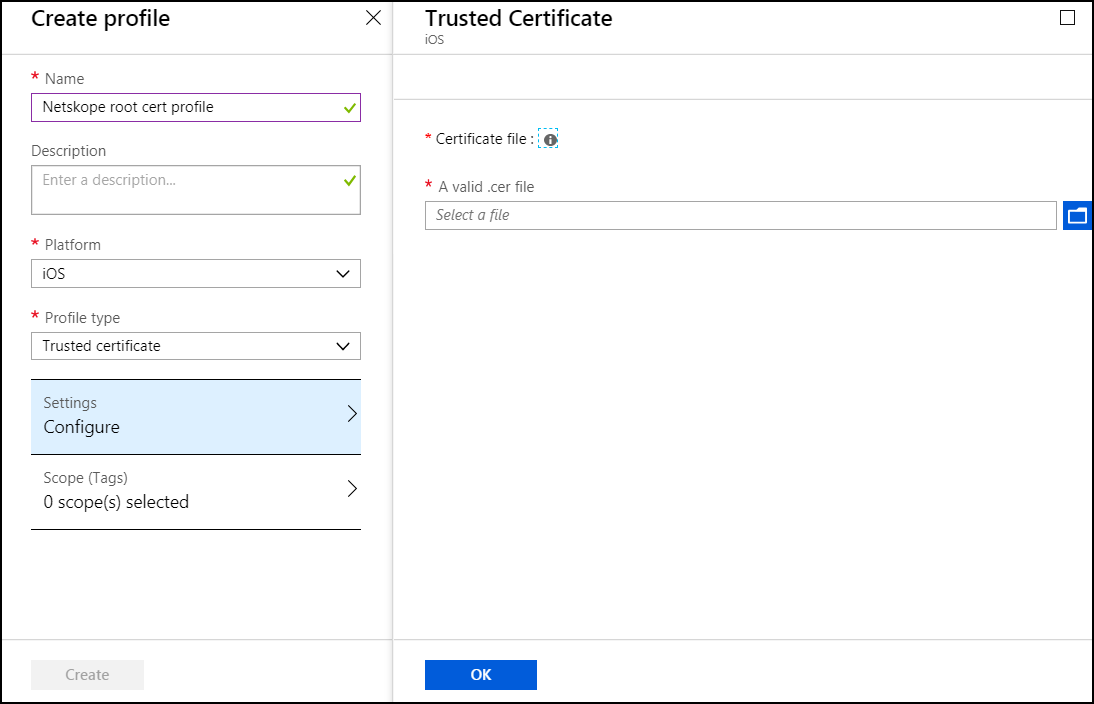 Create profile
* Name
Netskope root cert profile
Description
Enter a description...
* Platform
iOS
* Profile type
Trusted certificate
Settings
Configure
Scope (Tags)
0 scope(s) selected
Create
Trusted Certificate
iOS
* Certificate file :
* A valid .cer file
Select a file
OK